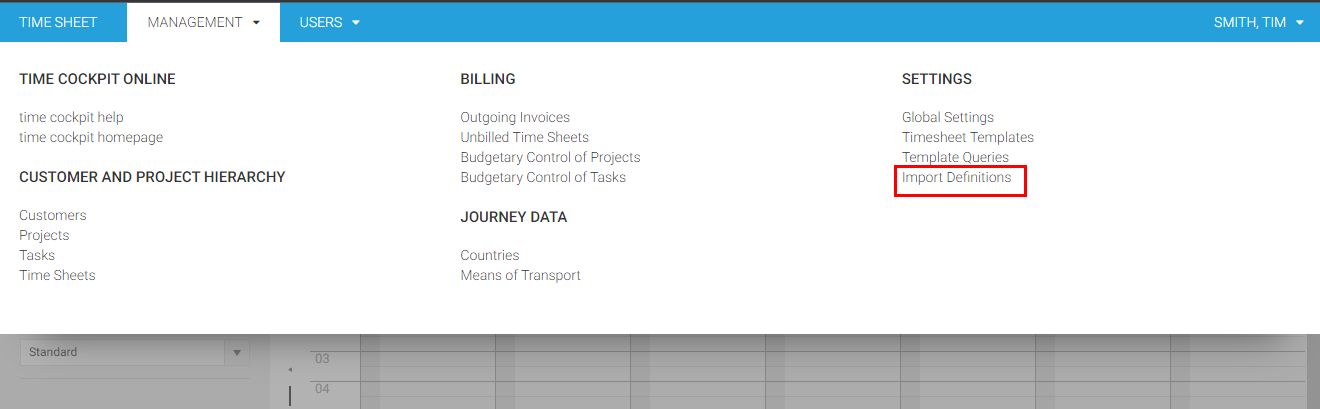 TIME SHEET MANAGEMENT USERS SMITH, TIM
TIME COCKPIT ONLINE
time cockpit help
time cockpit homepage
CUSTOMER AND PROJECT HIERARCHY
Customers
Projects
Tasks
Time Sheets
BILLING
Outgoing Invoices
Unbilled Time Sheets
Budgetary Control of Projects
Budgetary Control of Tasks
JOURNEY DATA
Countries
Means of Transport
SETTINGS
Global Settings
Timesheet Templates
Template Queries
Import Definitions
Standard
03
04